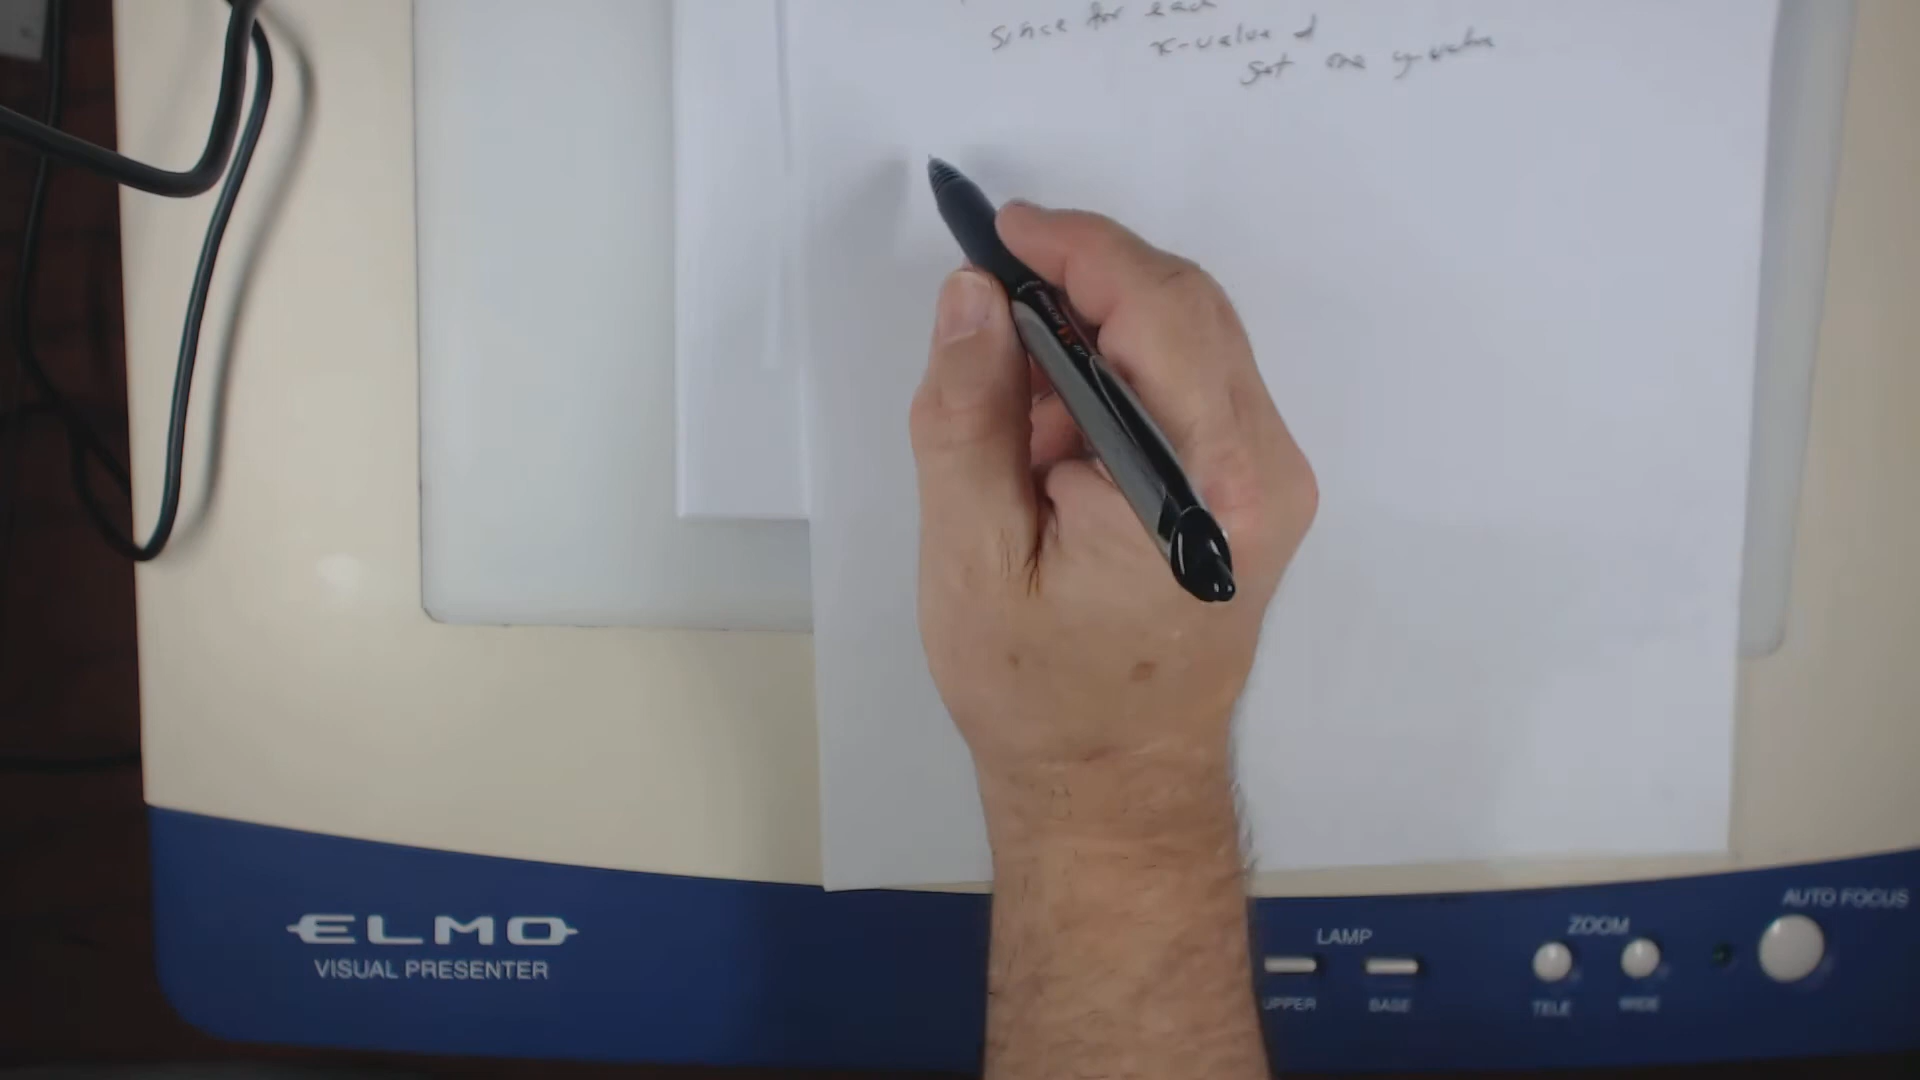 since for each
x-value I
get one y-value
ELMO
VISUAL PRESENTER
LAMP
UPPER BASE
ZOOM
TELE WIDE
AUTO FOCUS